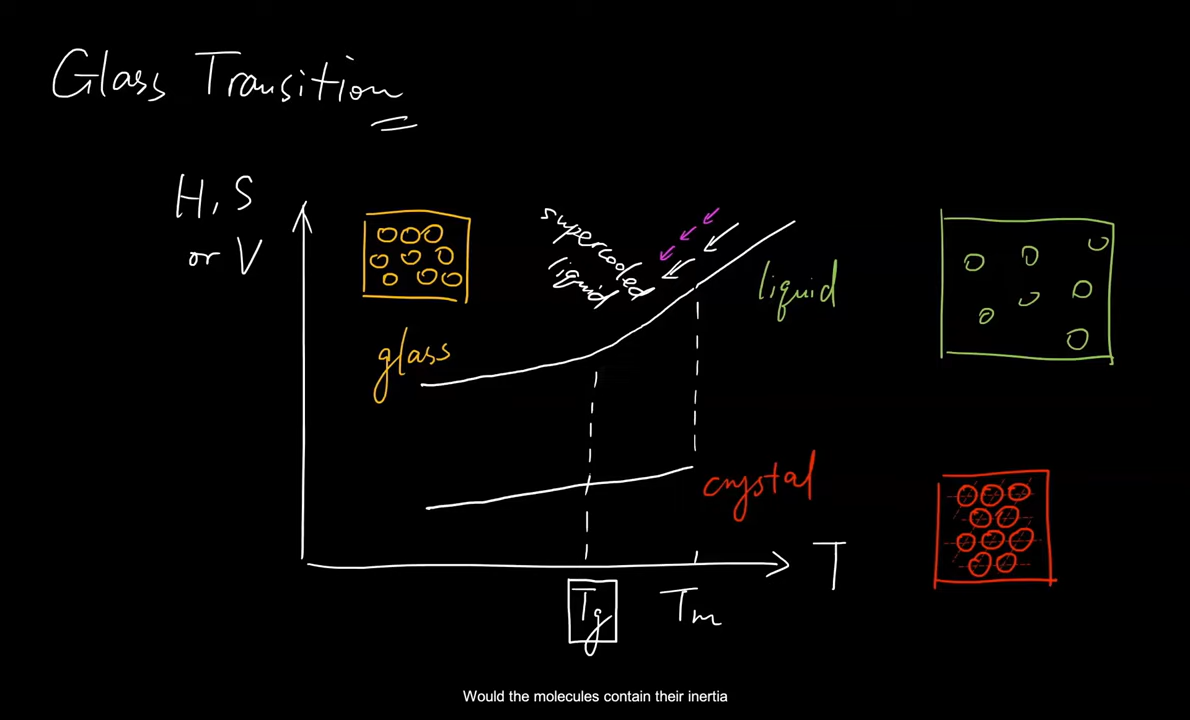 Glass Transition
H, S
or V
supercooled
liquid
liquid
glass
crystal
T
Tg
Tm
Would the molecules contain their inertia